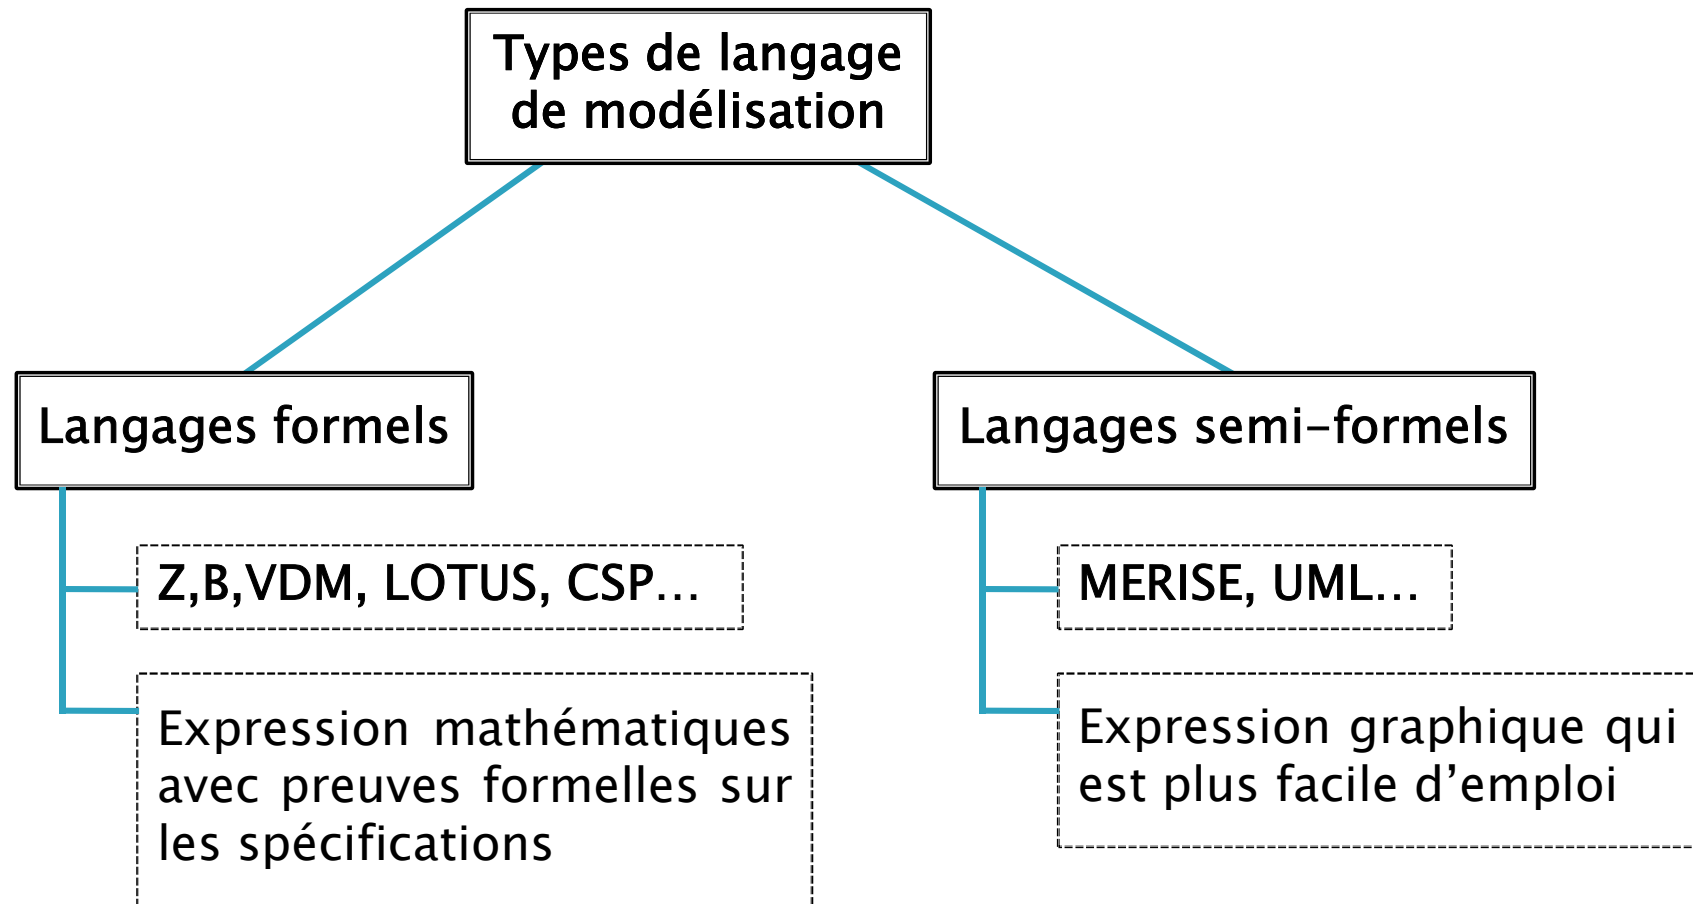 Types de langage
de modélisation
Langages formels
Langages semi-formels
Z,B,VDM, LOTUS, CSP...
MERISE, UML...
Expression mathématiques
avec preuves formelles sur
les spécifications
Expression graphique qui
est plus facile d’emploi